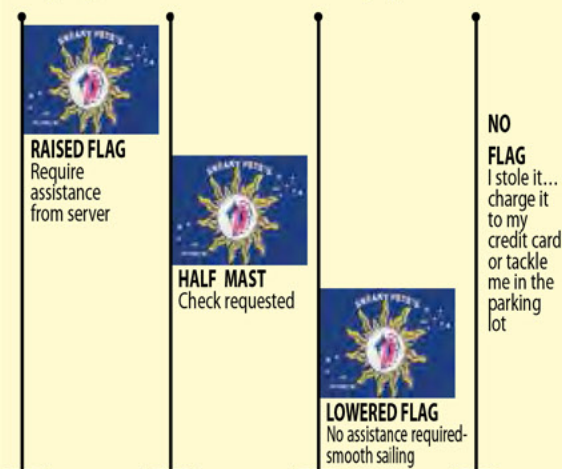 SNEAKY PETE'S
RAISED FLAG
Require
assistance
from server
SNEAKY PETE'S
HALF MAST
Check requested
SNEAKY PETE'S
LOWERED FLAG
No assistance required-
smooth sailing
NO
FLAG
I stole it...
charge it
to my
credit card
or tackle
me in the
parking
lot